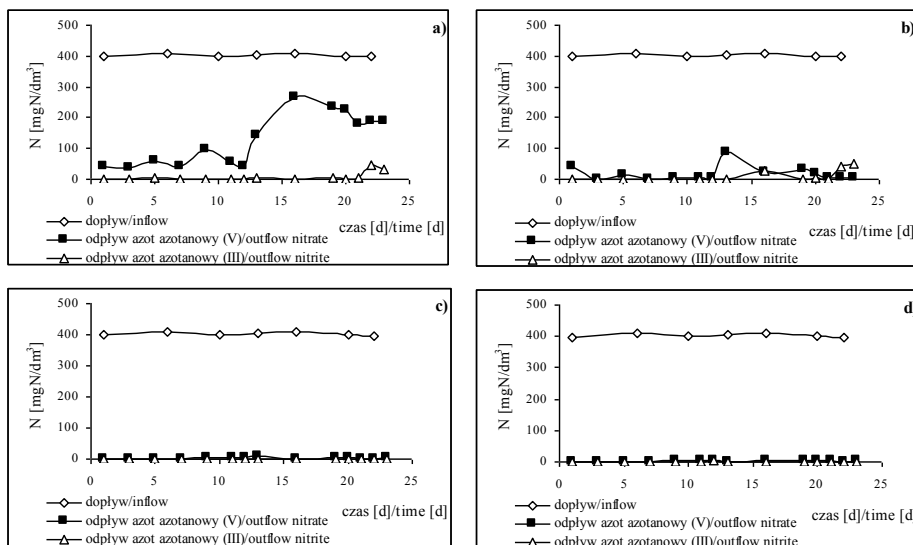 a)
N [mgN/dm³]
500
400
300
200
100
0
0 5 10 15 20 25
czas [d]/time [d]
dopływ/inflow
odpływ azot azotanowy (V)/outflow nitrate
odpływ azot azotanowy (III)/outflow nitrite
b)
N [mgN/dm³]
500
400
300
200
100
0
0 5 10 15 20 25
czas [d]/time [d]
dopływ/inflow
odpływ azot azotanowy (V)/outflow nitrate
odpływ azot azotanowy (III)/outflow nitrite
c)
N [mgN/dm³]
500
400
300
200
100
0
0 5 10 15 20 25
czas [d]/time [d]
dopływ/inflow
odpływ azot azotanowy (V)/outflow nitrate
odpływ azot azotanowy (III)/outflow nitrite
d
N [mgN/dm³]
500
400
300
200
100
0
0 5 10 15 20 25
czas [d]/time [d]
dopływ/inflow
odpływ azot azotanowy (V)/outflow nitrate
odpływ azot azotanowy (III)/outflow nitrite